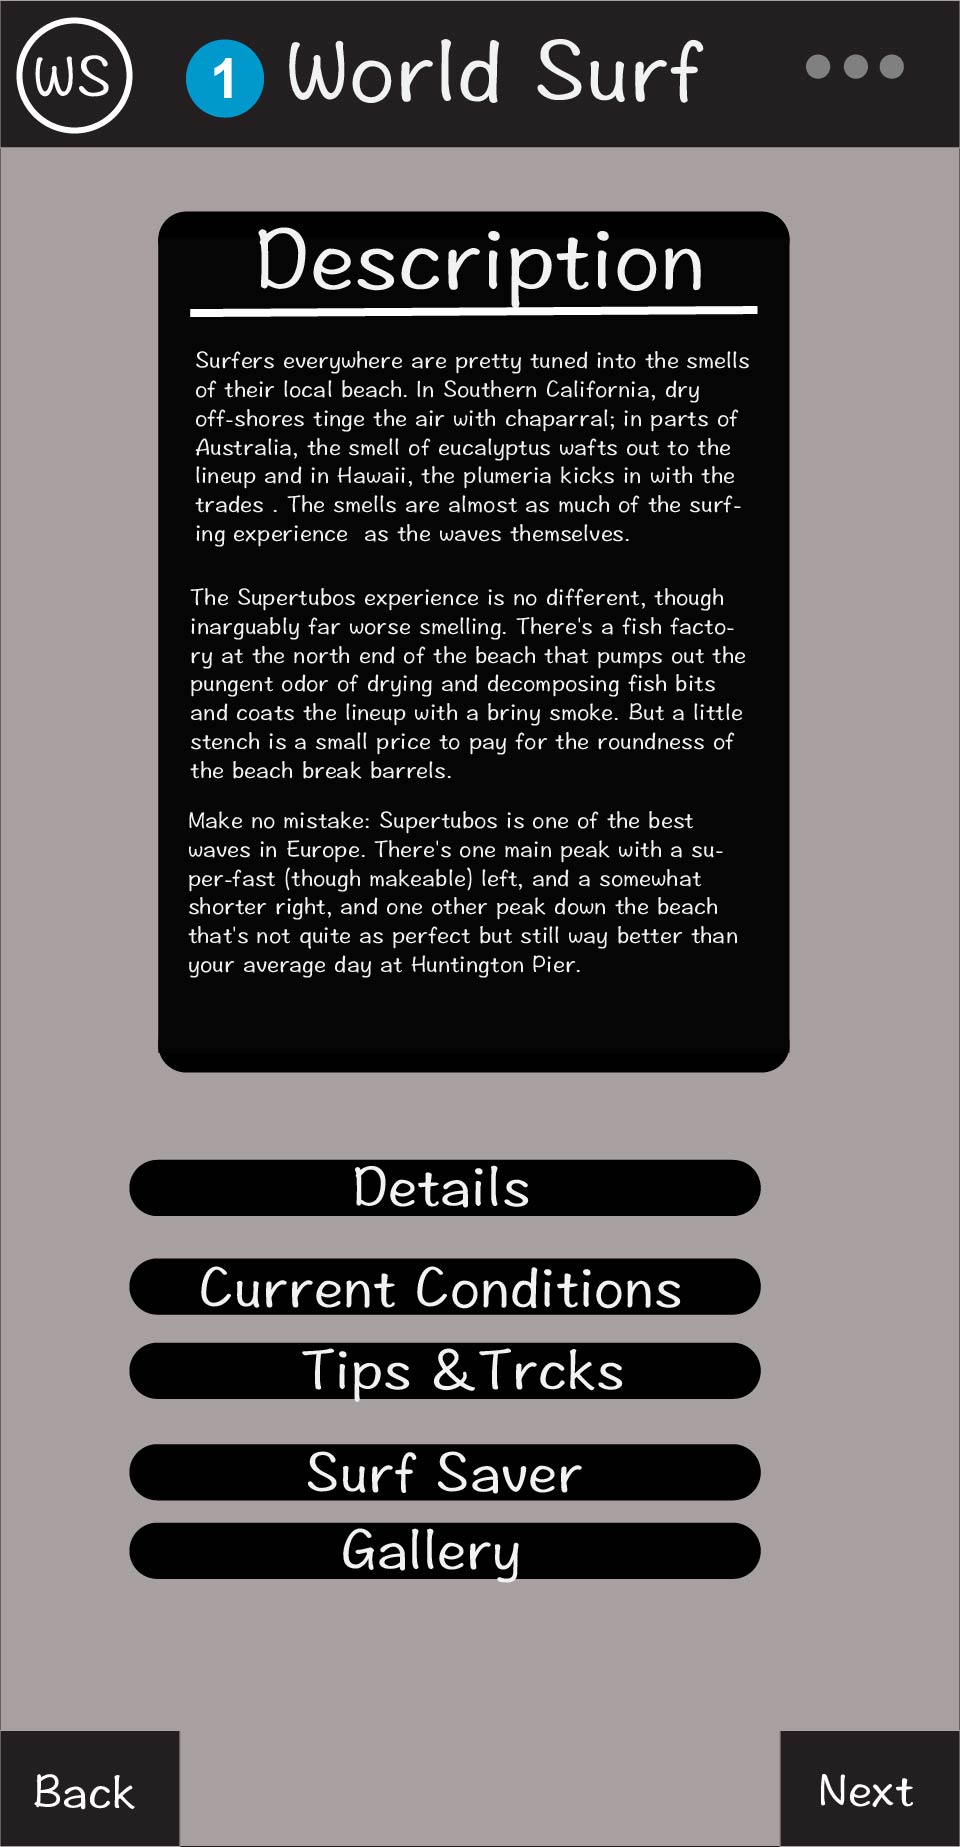 WS 1 World Surf
Description
Surfers everywhere are pretty tuned into the smells
of their local beach. In Southern California, dry
off-shores tinge the air with chaparral; in parts of
Australia, the smell of eucalyptus wafts out to the
lineup and in Hawaii, the plumeria kicks in with the
trades . The smells are almost as much of the surf-
ing experience  as the waves themselves.
The Supertubos experience is no different, though
inarguably far worse smelling. There's a fish facto-
ry at the north end of the beach that pumps out the
pungent odor of drying and decomposing fish bits
and coats the lineup with a briny smoke. But a little
stench is a small price to pay for the roundness of
the beach break barrels.
Make no mistake: Supertubos is one of the best
waves in Europe. There's one main peak with a su-
per-fast (though makeable) left, and a somewhat
shorter right, and one other peak down the beach
that's not quite as perfect but still way better than
your average day at Huntington Pier.
Details
Current Conditions
Tips &Trcks
Surf Saver
Gallery
Back
Next